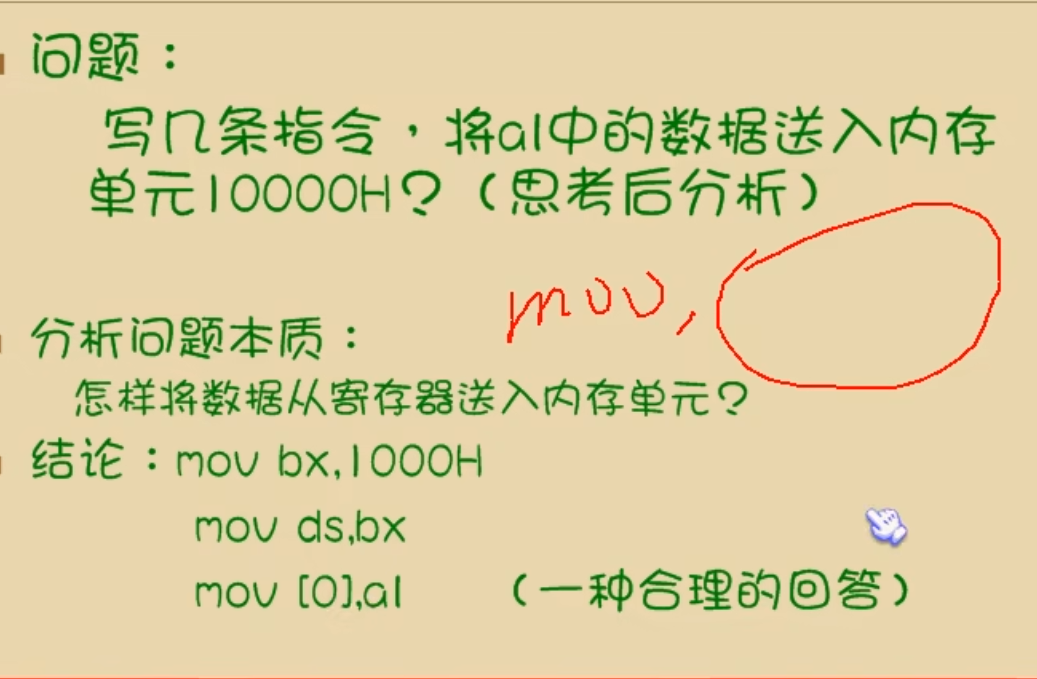 问题：
写几条指令，将al中的数据送入内存
单元10000H？（思考后分析）
mov,
分析问题本质：
怎样将数据从寄存器送入内存单元？
结论：mov bx,1000H
mov ds,bx
mov [0],al （一种合理的回答）